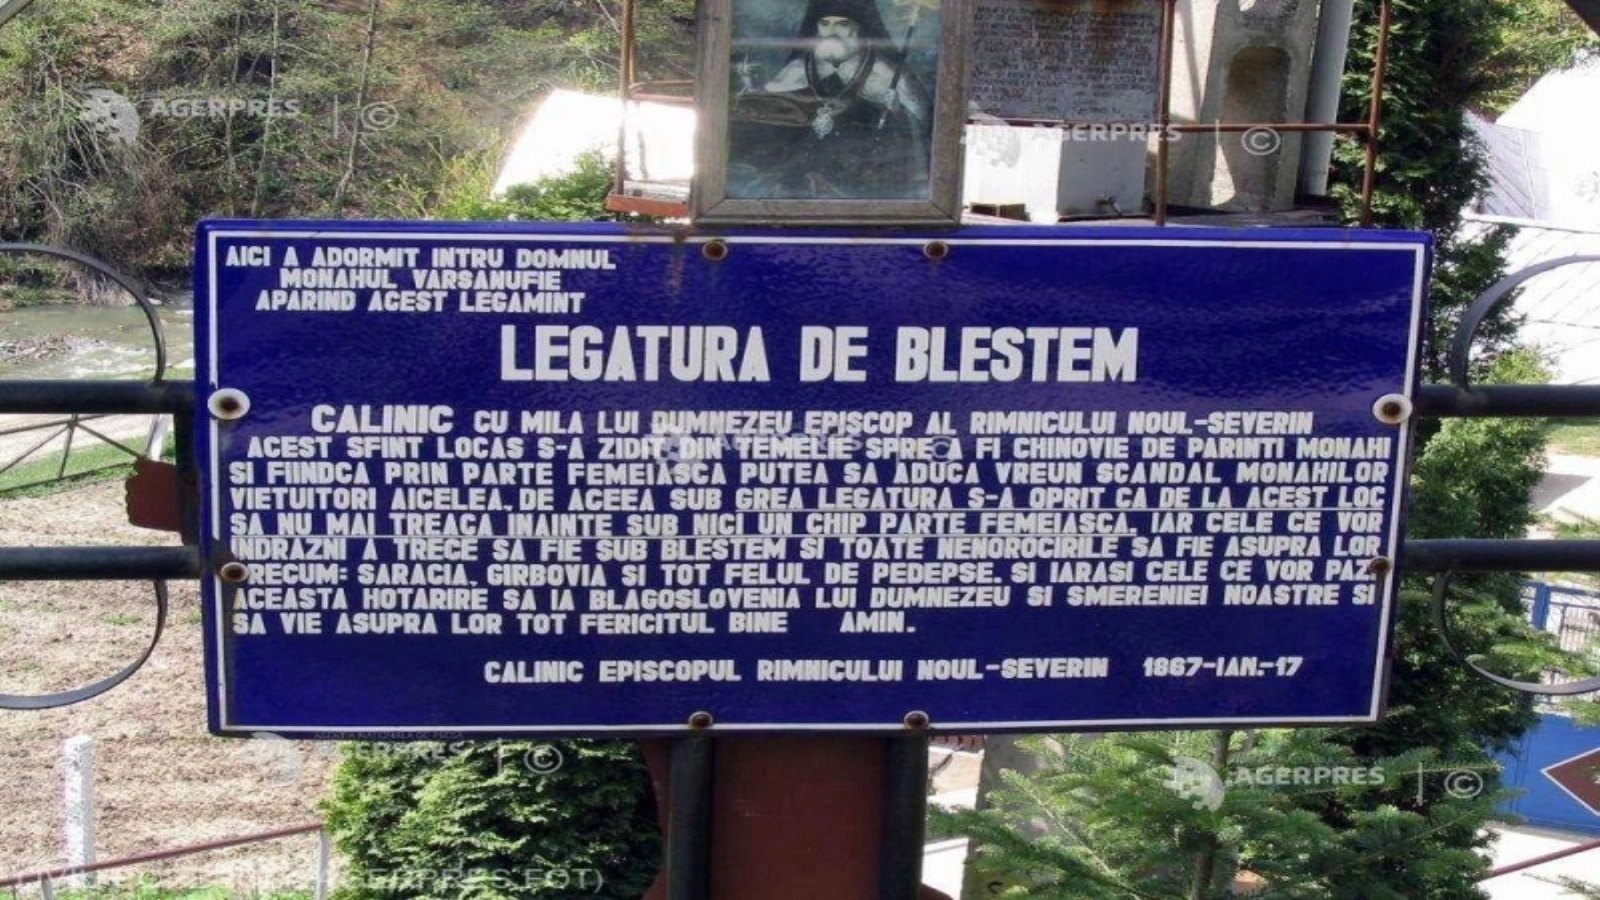 AGERPRES ©
AGERPRES ©
AICI A ADORMIT INTRU DOMNUL
MONAHUL VARSANUFIE
APARIND ACEST LEGAMINT
LEGATURA DE BLESTEM
CALINIC CU MILA LUI DUMNEZEU EPISCOP AL RIMNICULUI NOUL-SEVERIN
ACEST SFINT LOCAS S-A ZIDIT DIN TEMELIE SPRE A FI CHINOVIE DE PARINTI MONAHI
SI FIINDCA PRIN PARTE FEMEIASCA PUTEA SA ADUCA VREUN SCANDAL MONAHILOR
VIETUITORI AICELEA, DE ACEEA SUB GREA LEGATURA S-A OPRIT CA DE LA ACEST LOC
SA NU MAI TREACA INAINTE SUB NICI UN CHIP PARTE FEMEIASCA, IAR CELE CE VOR
INDRAZNI A TRECE SA FIE SUB BLESTEM SI TOATE NENOROCIRILE SA FIE ASUPRA LOR
PRECUM: SARACIA, GIRBOVIA SI TOT FELUL DE PEDEPSE. SI IARASI CELE CE VOR PAZI
ACEASTA HOTARIRE SA IA BLAGOSLOVENIA LUI DUMNEZEU SI SMERENIEI NOASTRE SI
SA VIE ASUPRA LOR TOT FERICITUL BINE AMIN.
CALINIC EPISCOPUL RIMNICULUI NOUL-SEVERIN 1867-IAN.-17
AGERPRES ©
AGERPRES ©